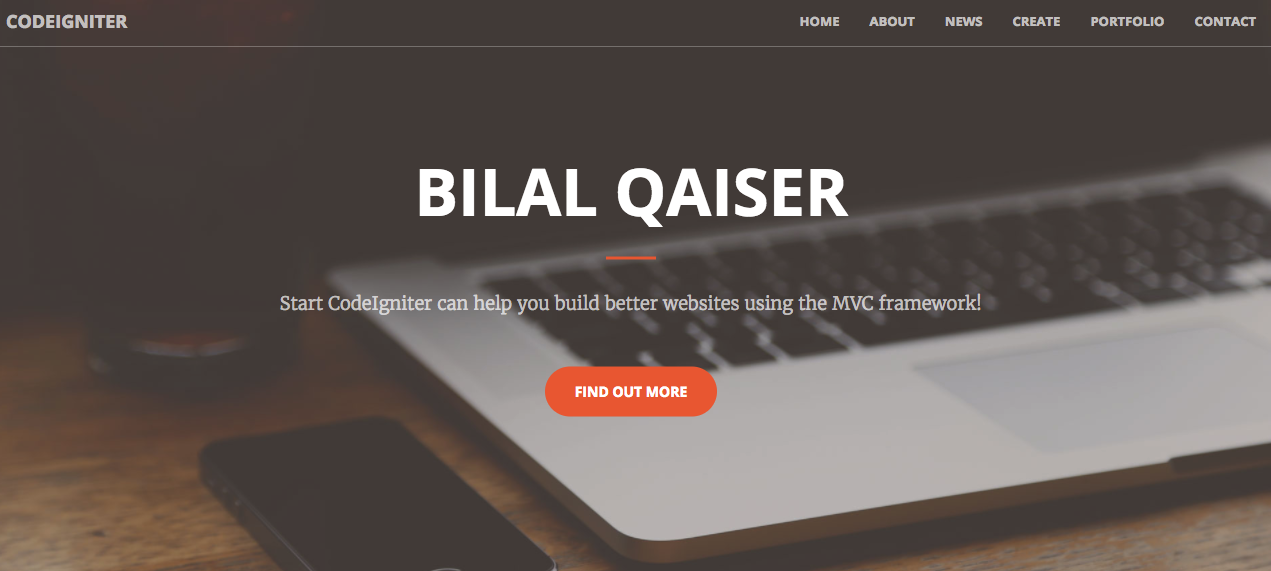 CODEIGNITER
HOME ABOUT NEWS CREATE PORTFOLIO CONTACT
BILAL QAISER
Start CodeIgniter can help you build better websites using the MVC framework!
FIND OUT MORE